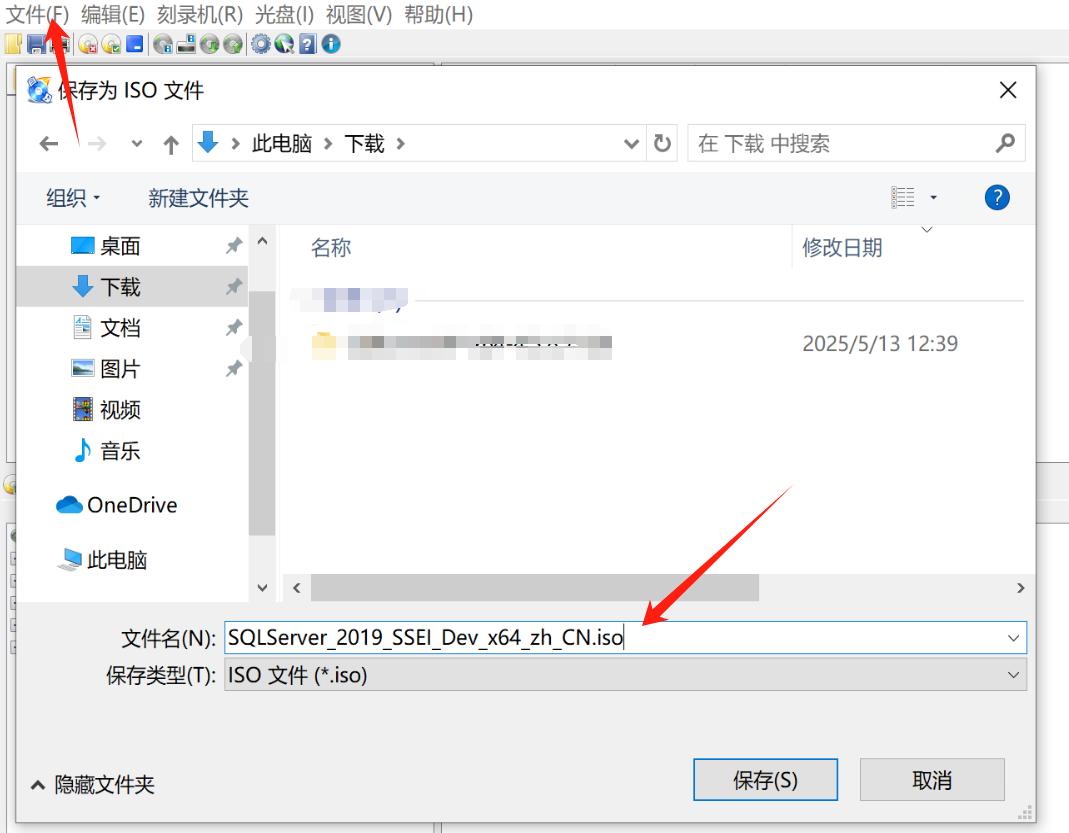 文件(F) 编辑(E) 刻录机(R) 光盘(I) 视图(V) 帮助(H)
保存为 ISO 文件
此电脑 下载
在 下载 中搜索
组织 新建文件夹
桌面
下载
文档
图片
视频
音乐
OneDrive
此电脑
名称 修改日期
2025/5/13 12:39
文件名(N): SQLServer_2019_SSEI_Dev_x64_zh_CN.iso
保存类型(T): ISO 文件 (*.iso)
隐藏文件夹 保存(S) 取消